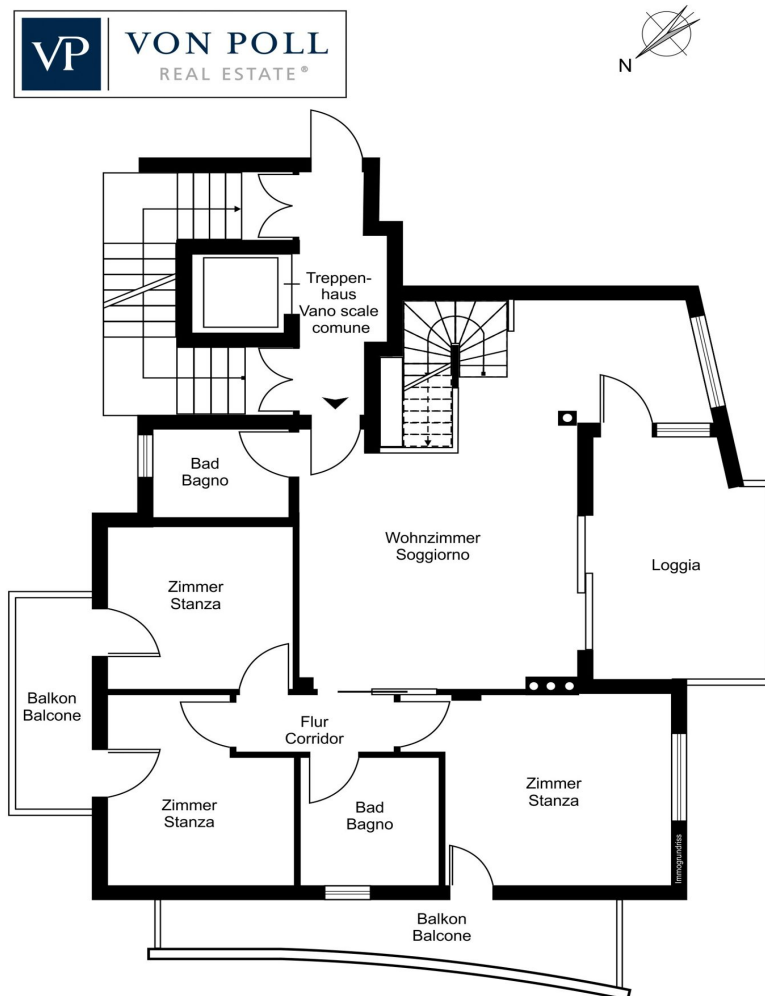 VP VON POLL
REAL ESTATE®
N
Treppen-
haus
Vano scale
comune
Bad
Bagno
Wohnzimmer
Soggiorno
Loggia
Zimmer
Stanza
Balkon
Balcone
Flur
Corridor
Zimmer
Stanza
Bad
Bagno
Zimmer
Stanza
Immogrundriss
Balkon
Balcone